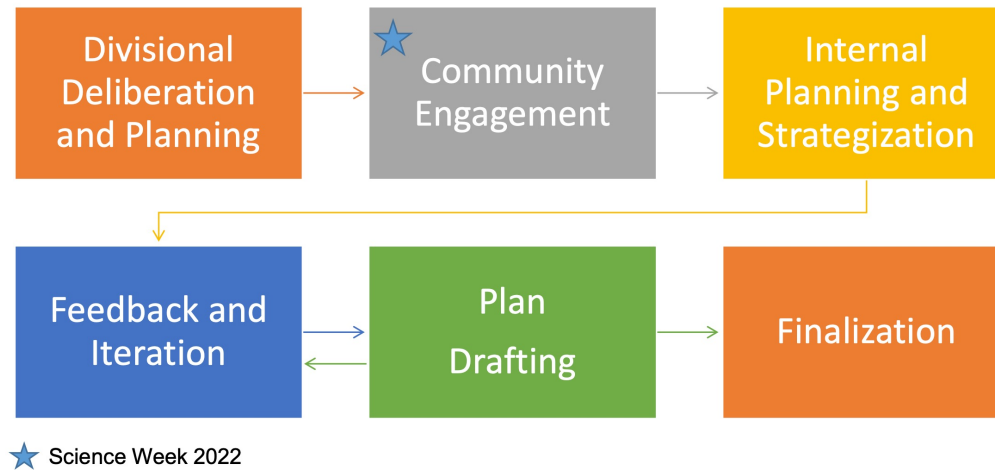 Divisional
Deliberation
and Planning
Community
Engagement
Internal
Planning and
Strategization
Feedback and
Iteration
Plan
Drafting
Finalization
Science Week 2022